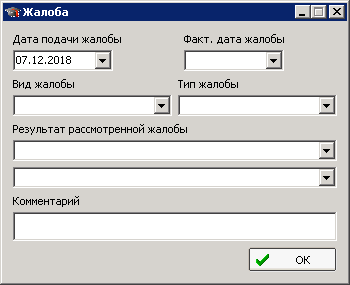 Жалоба
Дата подачи жалобы Факт. дата жалобы
07.12.2018
Вид жалобы Тип жалобы
Результат рассмотренной жалобы
Комментарий
OK